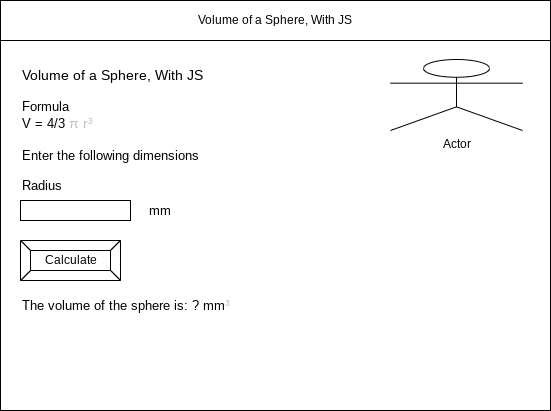 Volume of a Sphere, With JS
Volume of a Sphere, With JS
Formula
V = 4/3 π r³
Enter the following dimensions
Radius
mm
Calculate
The volume of the sphere is: ? mm³
Actor